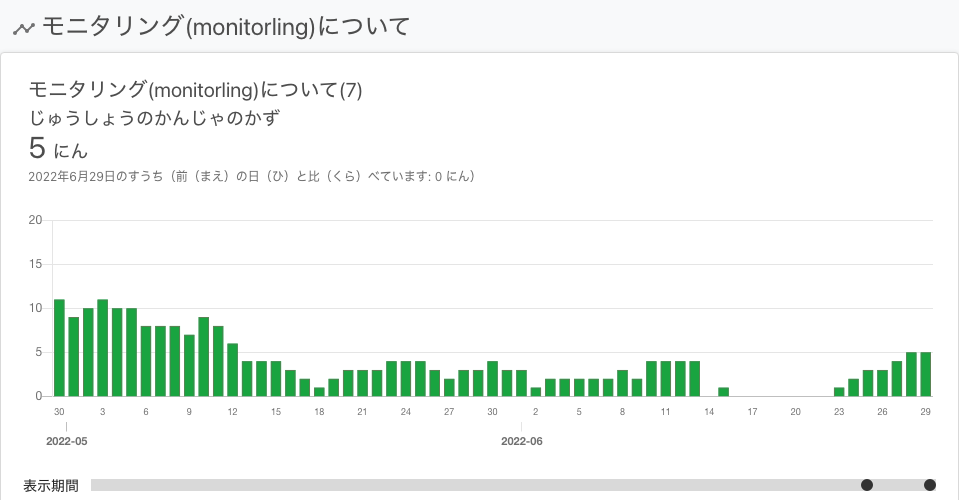 モニタリング(monitorling)について
モニタリング(monitorling)について(7)
じゅうしょうのかんじゃのかず
5 にん
2022年6月29日のすうち（前（まえ）の日（ひ）と比（くら）べています: 0 にん）
20
15
10
5
0
30 3 6 9 12 15 18 21 24 27 30 2 5 8 11 14 17 20 23 26 29
2022-05 2022-06
表示期間